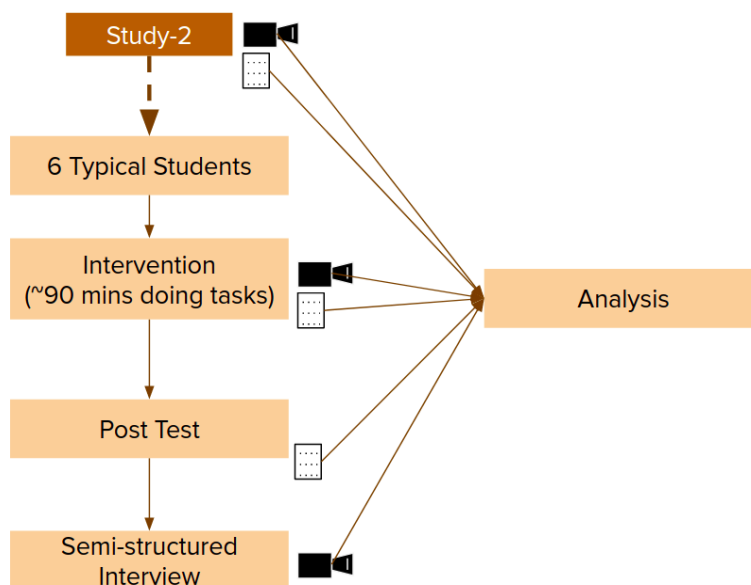 Study-2
6 Typical Students
Intervention
(~90 mins doing tasks)
Analysis
Post Test
Semi-structured
Interview